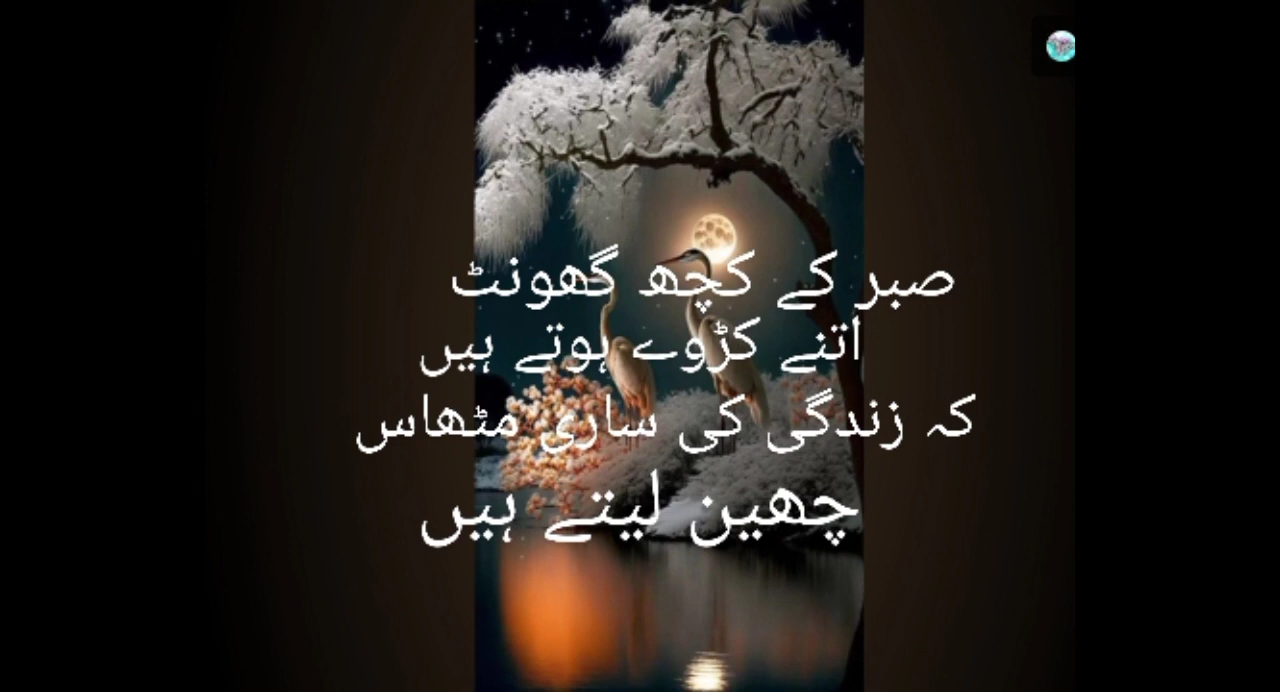 صبر کے کچھ گھونٹ
اتنے کڑوے ہوتے ہیں
کہ زندگی کی ساری مٹھاس
چھین لیتے ہیں